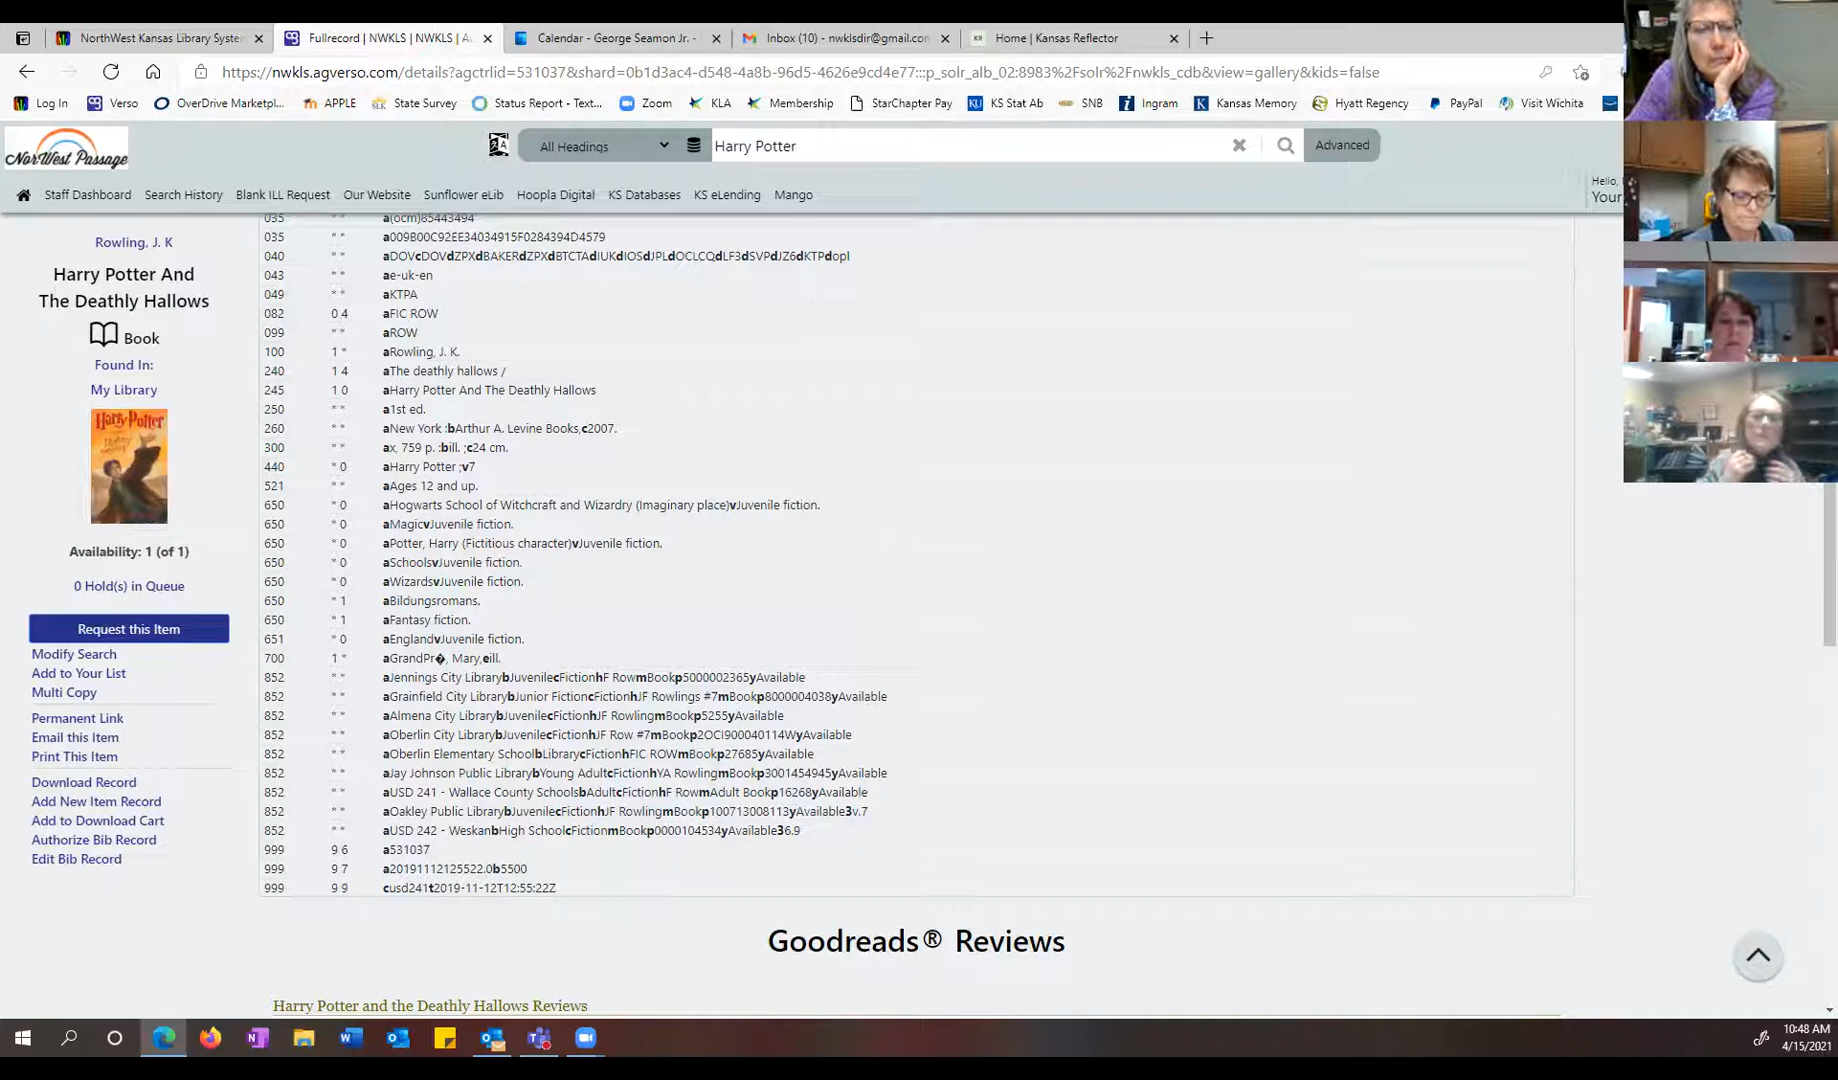 NorthWest Kansas Library System
Fullrecord | NWKLS | NWKLS | Au
Calendar - George Seamon Jr. -
Inbox (10) - nwklsdir@gmail.com
Home | Kansas Reflector
https://nwkls.agverso.com/details?agctrlid=531037&shard=0b1d3ac4-d548-4a8b-96d5-4626e9cd4e77:::p_solr_alb_02:8983%2Fsolr%2Fnwkls_cdb&view=gallery&kids=false
Log In
Verso
OverDrive Marketpl...
APPLE
State Survey
Status Report - Text...
Zoom
KLA
Membership
StarChapter Pay
KS Stat Ab
SNB
Ingram
Kansas Memory
Hyatt Regency
PayPal
Visit Wichita
NorWest Passage
All Headings
Harry Potter
Advanced
Staff Dashboard
Search History
Blank ILL Request
Our Website
Sunflower eLib
Hoopla Digital
KS Databases
KS eLending
Mango
Hello,
Your
Rowling, J. K
Harry Potter And
The Deathly Hallows
Book
Found In:
My Library
Availability: 1 (of 1)
0 Hold(s) in Queue
Request this Item
Modify Search
Add to Your List
Multi Copy
Permanent Link
Email this Item
Print This Item
Download Record
Add New Item Record
Add to Download Cart
Authorize Bib Record
Edit Bib Record
035 * * a(ocm)85443494
035 * * a009B00C92EE34034915F0284394D4579
040 * * aDOVcDOVdZPXdBAKERdZPXdBTCTAdIUKdIOSdJPLdOCLCQdLF3dSVPdJZ6dKTPdopl
043 * * ae-uk-en
049 * * aKTPA
082 0 4 aFIC ROW
099 * * aROW
100 1 * aRowling, J. K.
240 1 4 aThe deathly hallows /
245 1 0 aHarry Potter And The Deathly Hallows
250 * * a1st ed.
260 * * aNew York :bArthur A. Levine Books,c2007.
300 * * ax, 759 p. :bill. ;c24 cm.
440 * 0 aHarry Potter ;v7
521 * * aAges 12 and up.
650 * 0 aHogwarts School of Witchcraft and Wizardry (Imaginary place)vJuvenile fiction.
650 * 0 aMagicvJuvenile fiction.
650 * 0 aPotter, Harry (Fictitious character)vJuvenile fiction.
650 * 0 aSchoolsvJuvenile fiction.
650 * 0 aWizardsvJuvenile fiction.
650 * 1 aBildungsromans.
650 * 1 aFantasy fiction.
651 * 0 aEnglandvJuvenile fiction.
700 1 * aGrandPr�, Mary,eill.
852 * * aJennings City LibrarybJuvenilecFictionhF RowmBookp5000002365yAvailable
852 * * aGrainfield City LibrarybJunior FictioncFictionhJF Rowlings #7mBookp8000004038yAvailable
852 * * aAlmena City LibrarybJuvenilecFictionhJF RowlingmBookp5255yAvailable
852 * * aOberlin City LibrarybJuvenilecFictionhJF Row #7mBookp2OCI900040114WyAvailable
852 * * aOberlin Elementary SchoolbLibrarycFictionhFIC ROWmBookp27685yAvailable
852 * * aJay Johnson Public LibrarybYoung AdultcFictionhYA RowlingmBookp3001454945yAvailable
852 * * aUSD 241 - Wallace County SchoolsbAdultcFictionhF RowmAdult Bookp16268yAvailable
852 * * aOakley Public LibrarybJuvenilecFictionhJF RowlingmBookp100713008113yAvailable3v.7
852 * * aUSD 242 - WeskanbHigh SchoolcFictionmBookp0000104534yAvailable36.9
999 9 6 a531037
999 9 7 a20191112125522.0b5500
999 9 9 cusd241t2019-11-12T12:55:22Z
Goodreads® Reviews
Harry Potter and the Deathly Hallows Reviews
10:48 AM
4/15/2021